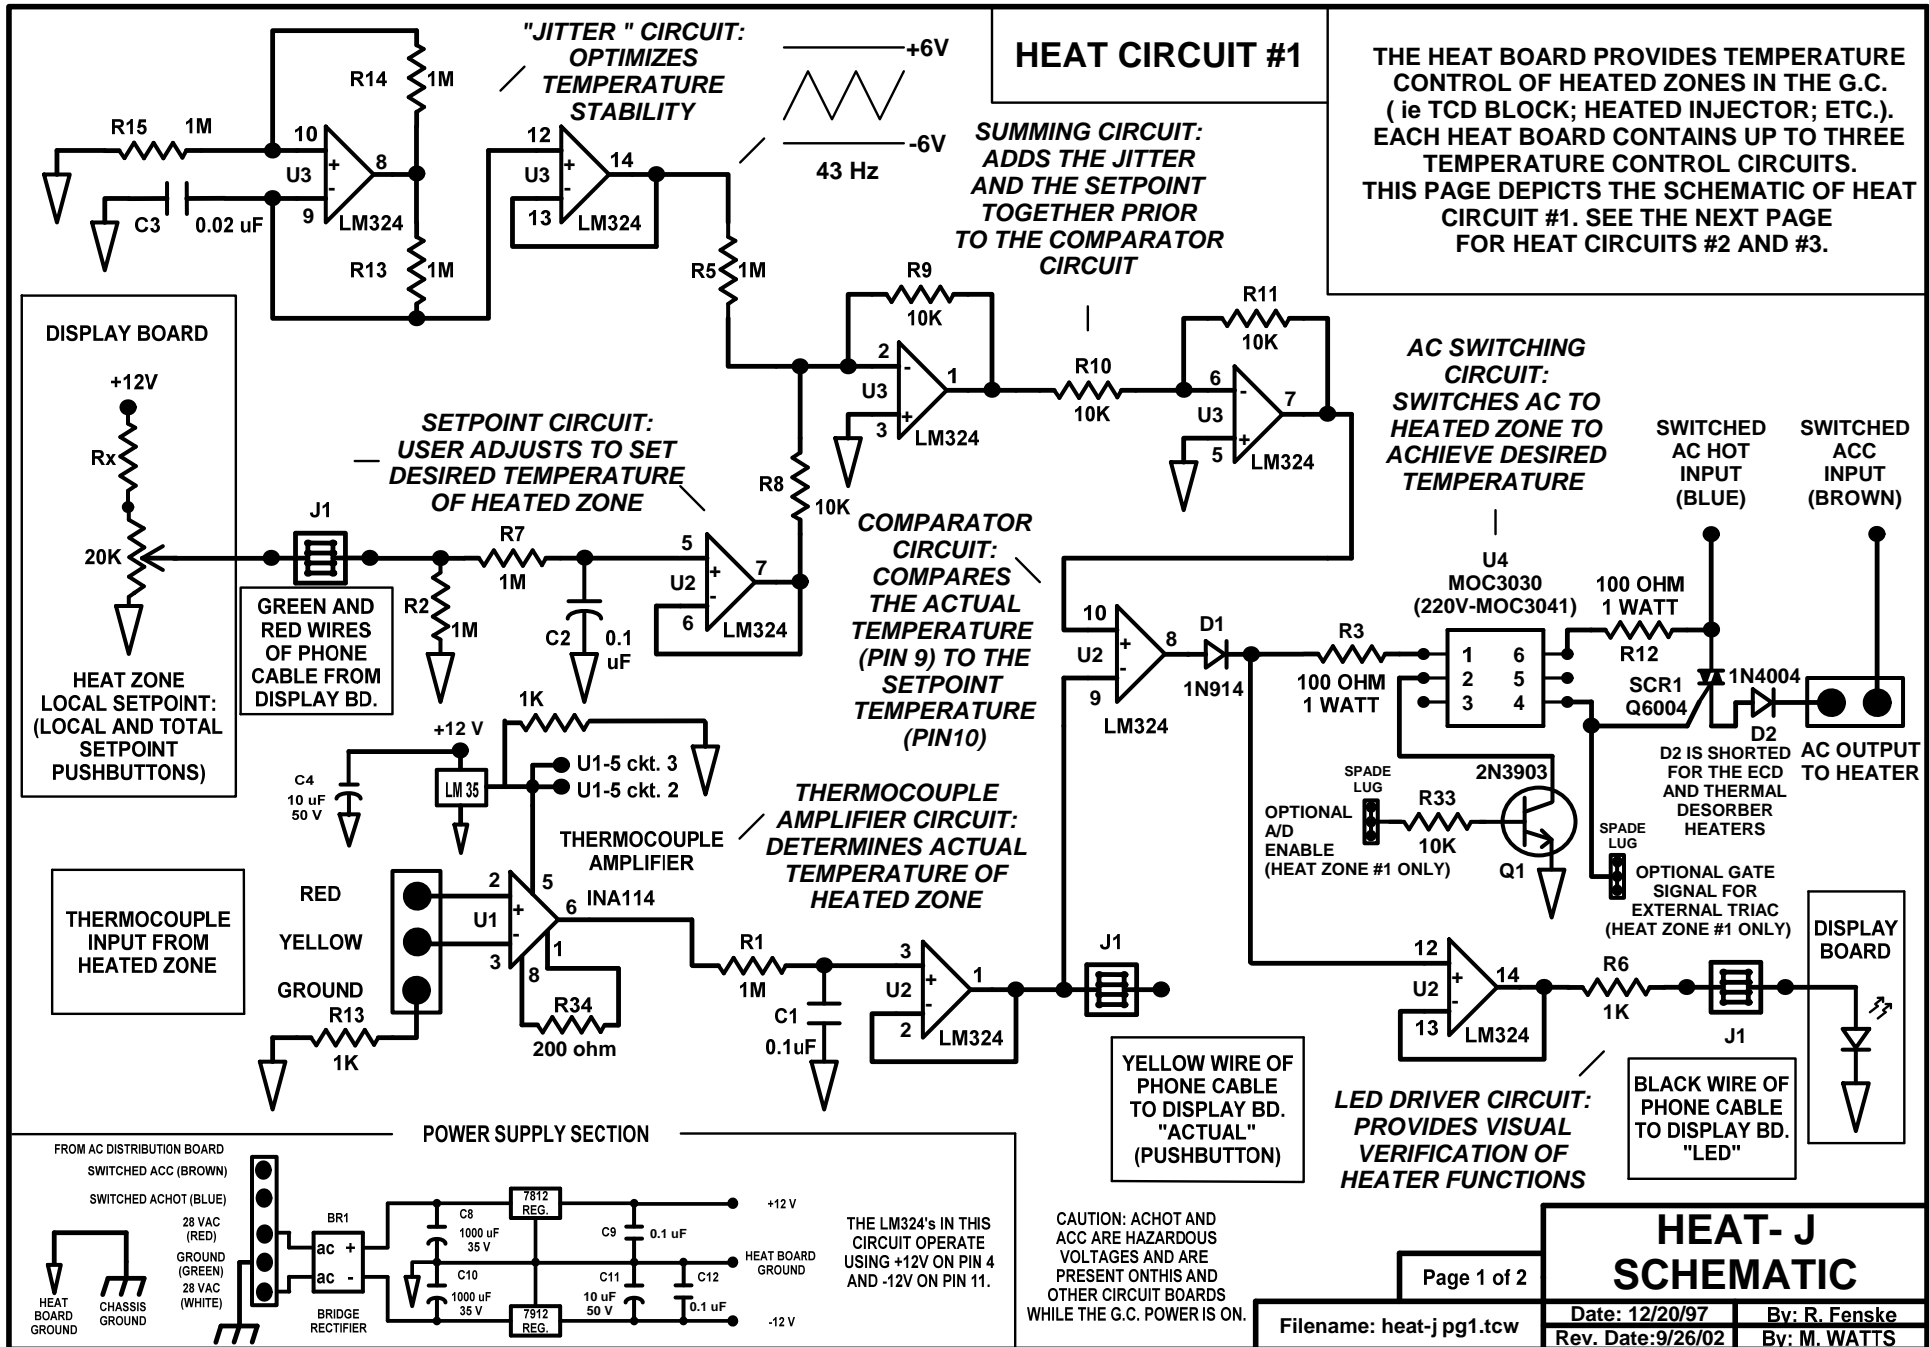 "JITTER " CIRCUIT:
OPTIMIZES
TEMPERATURE
STABILITY
+6V
-6V
43 Hz
HEAT CIRCUIT #1
THE HEAT BOARD PROVIDES TEMPERATURE
CONTROL OF HEATED ZONES IN THE G.C.
( ie TCD BLOCK; HEATED INJECTOR; ETC.).
EACH HEAT BOARD CONTAINS UP TO THREE
TEMPERATURE CONTROL CIRCUITS.
THIS PAGE DEPICTS THE SCHEMATIC OF HEAT
CIRCUIT #1. SEE THE NEXT PAGE
FOR HEAT CIRCUITS #2 AND #3.
R14
1M
R15
1M
10
+
U3
8
-
9
LM324
C3
0.02 uF
R13
1M
12
+
U3
14
-
13
LM324
R5
1M
SUMMING CIRCUIT:
ADDS THE JITTER
AND THE SETPOINT
TOGETHER PRIOR
TO THE COMPARATOR
CIRCUIT
R9
10K
2
-
U3
1
+
3
LM324
R10
10K
R11
10K
6
-
U3
7
+
5
LM324
DISPLAY BOARD
+12V
Rx
20K
HEAT ZONE
LOCAL SETPOINT:
(LOCAL AND TOTAL
SETPOINT
PUSHBUTTONS)
J1
GREEN AND
RED WIRES
OF PHONE
CABLE FROM
DISPLAY BD.
SETPOINT CIRCUIT:
USER ADJUSTS TO SET
DESIRED TEMPERATURE
OF HEATED ZONE
R7
1M
R2
1M
C2
0.1
uF
5
+
U2
7
-
6
LM324
R8
10K
COMPARATOR
CIRCUIT:
COMPARES
THE ACTUAL
TEMPERATURE
(PIN 9) TO THE
SETPOINT
TEMPERATURE
(PIN10)
10
+
U2
8
-
9
LM324
D1
1N914
R3
100 OHM
1 WATT
AC SWITCHING
CIRCUIT:
SWITCHES AC TO
HEATED ZONE TO
ACHIEVE DESIRED
TEMPERATURE
U4
MOC3030
(220V-MOC3041)
1 6
2 5
3 4
100 OHM
1 WATT
R12
SWITCHED
AC HOT
INPUT
(BLUE)
SWITCHED
ACC
INPUT
(BROWN)
SCR1
Q6004
1N4004
D2
D2 IS SHORTED
FOR THE ECD
AND THERMAL
DESORBER
HEATERS
AC OUTPUT
TO HEATER
2N3903
SPADE
LUG
R33
10K
OPTIONAL
A/D
ENABLE
(HEAT ZONE #1 ONLY)
Q1
SPADE
LUG
OPTIONAL GATE
SIGNAL FOR
EXTERNAL TRIAC
(HEAT ZONE #1 ONLY)
1K
+12 V
C4
10 uF
50 V
LM 35
U1-5 ckt. 3
U1-5 ckt. 2
THERMOCOUPLE
AMPLIFIER
INA114
THERMOCOUPLE
AMPLIFIER CIRCUIT:
DETERMINES ACTUAL
TEMPERATURE OF
HEATED ZONE
THERMOCOUPLE
INPUT FROM
HEATED ZONE
RED
YELLOW
GROUND
R13
1K
2
+
5
U1
6
-
3
1
8
R34
200 ohm
R1
1M
C1
0.1uF
3
+
U2
1
-
2
LM324
J1
YELLOW WIRE OF
PHONE CABLE
TO DISPLAY BD.
"ACTUAL"
(PUSHBUTTON)
12
+
U2
14
-
13
LM324
R6
1K
J1
DISPLAY
BOARD
LED DRIVER CIRCUIT:
PROVIDES VISUAL
VERIFICATION OF
HEATER FUNCTIONS
BLACK WIRE OF
PHONE CABLE
TO DISPLAY BD.
"LED"
POWER SUPPLY SECTION
FROM AC DISTRIBUTION BOARD
SWITCHED ACC (BROWN)
SWITCHED ACHOT (BLUE)
28 VAC
(RED)
GROUND
(GREEN)
28 VAC
(WHITE)
HEAT
BOARD
GROUND
CHASSIS
GROUND
BR1
ac +
ac -
BRIDGE
RECTIFIER
C8
1000 uF
35 V
C10
1000 uF
35 V
7812
REG.
7912
REG.
C9
0.1 uF
C11
10 uF
50 V
C12
0.1 uF
+12 V
HEAT BOARD
GROUND
-12 V
THE LM324's IN THIS
CIRCUIT OPERATE
USING +12V ON PIN 4
AND -12V ON PIN 11.
CAUTION: ACHOT AND
ACC ARE HAZARDOUS
VOLTAGES AND ARE
PRESENT ONTHIS AND
OTHER CIRCUIT BOARDS
WHILE THE G.C. POWER IS ON.
Page 1 of 2
HEAT- J
SCHEMATIC
Filename: heat-j pg1.tcw
Date: 12/20/97
By: R. Fenske
Rev. Date:9/26/02
By: M. WATTS